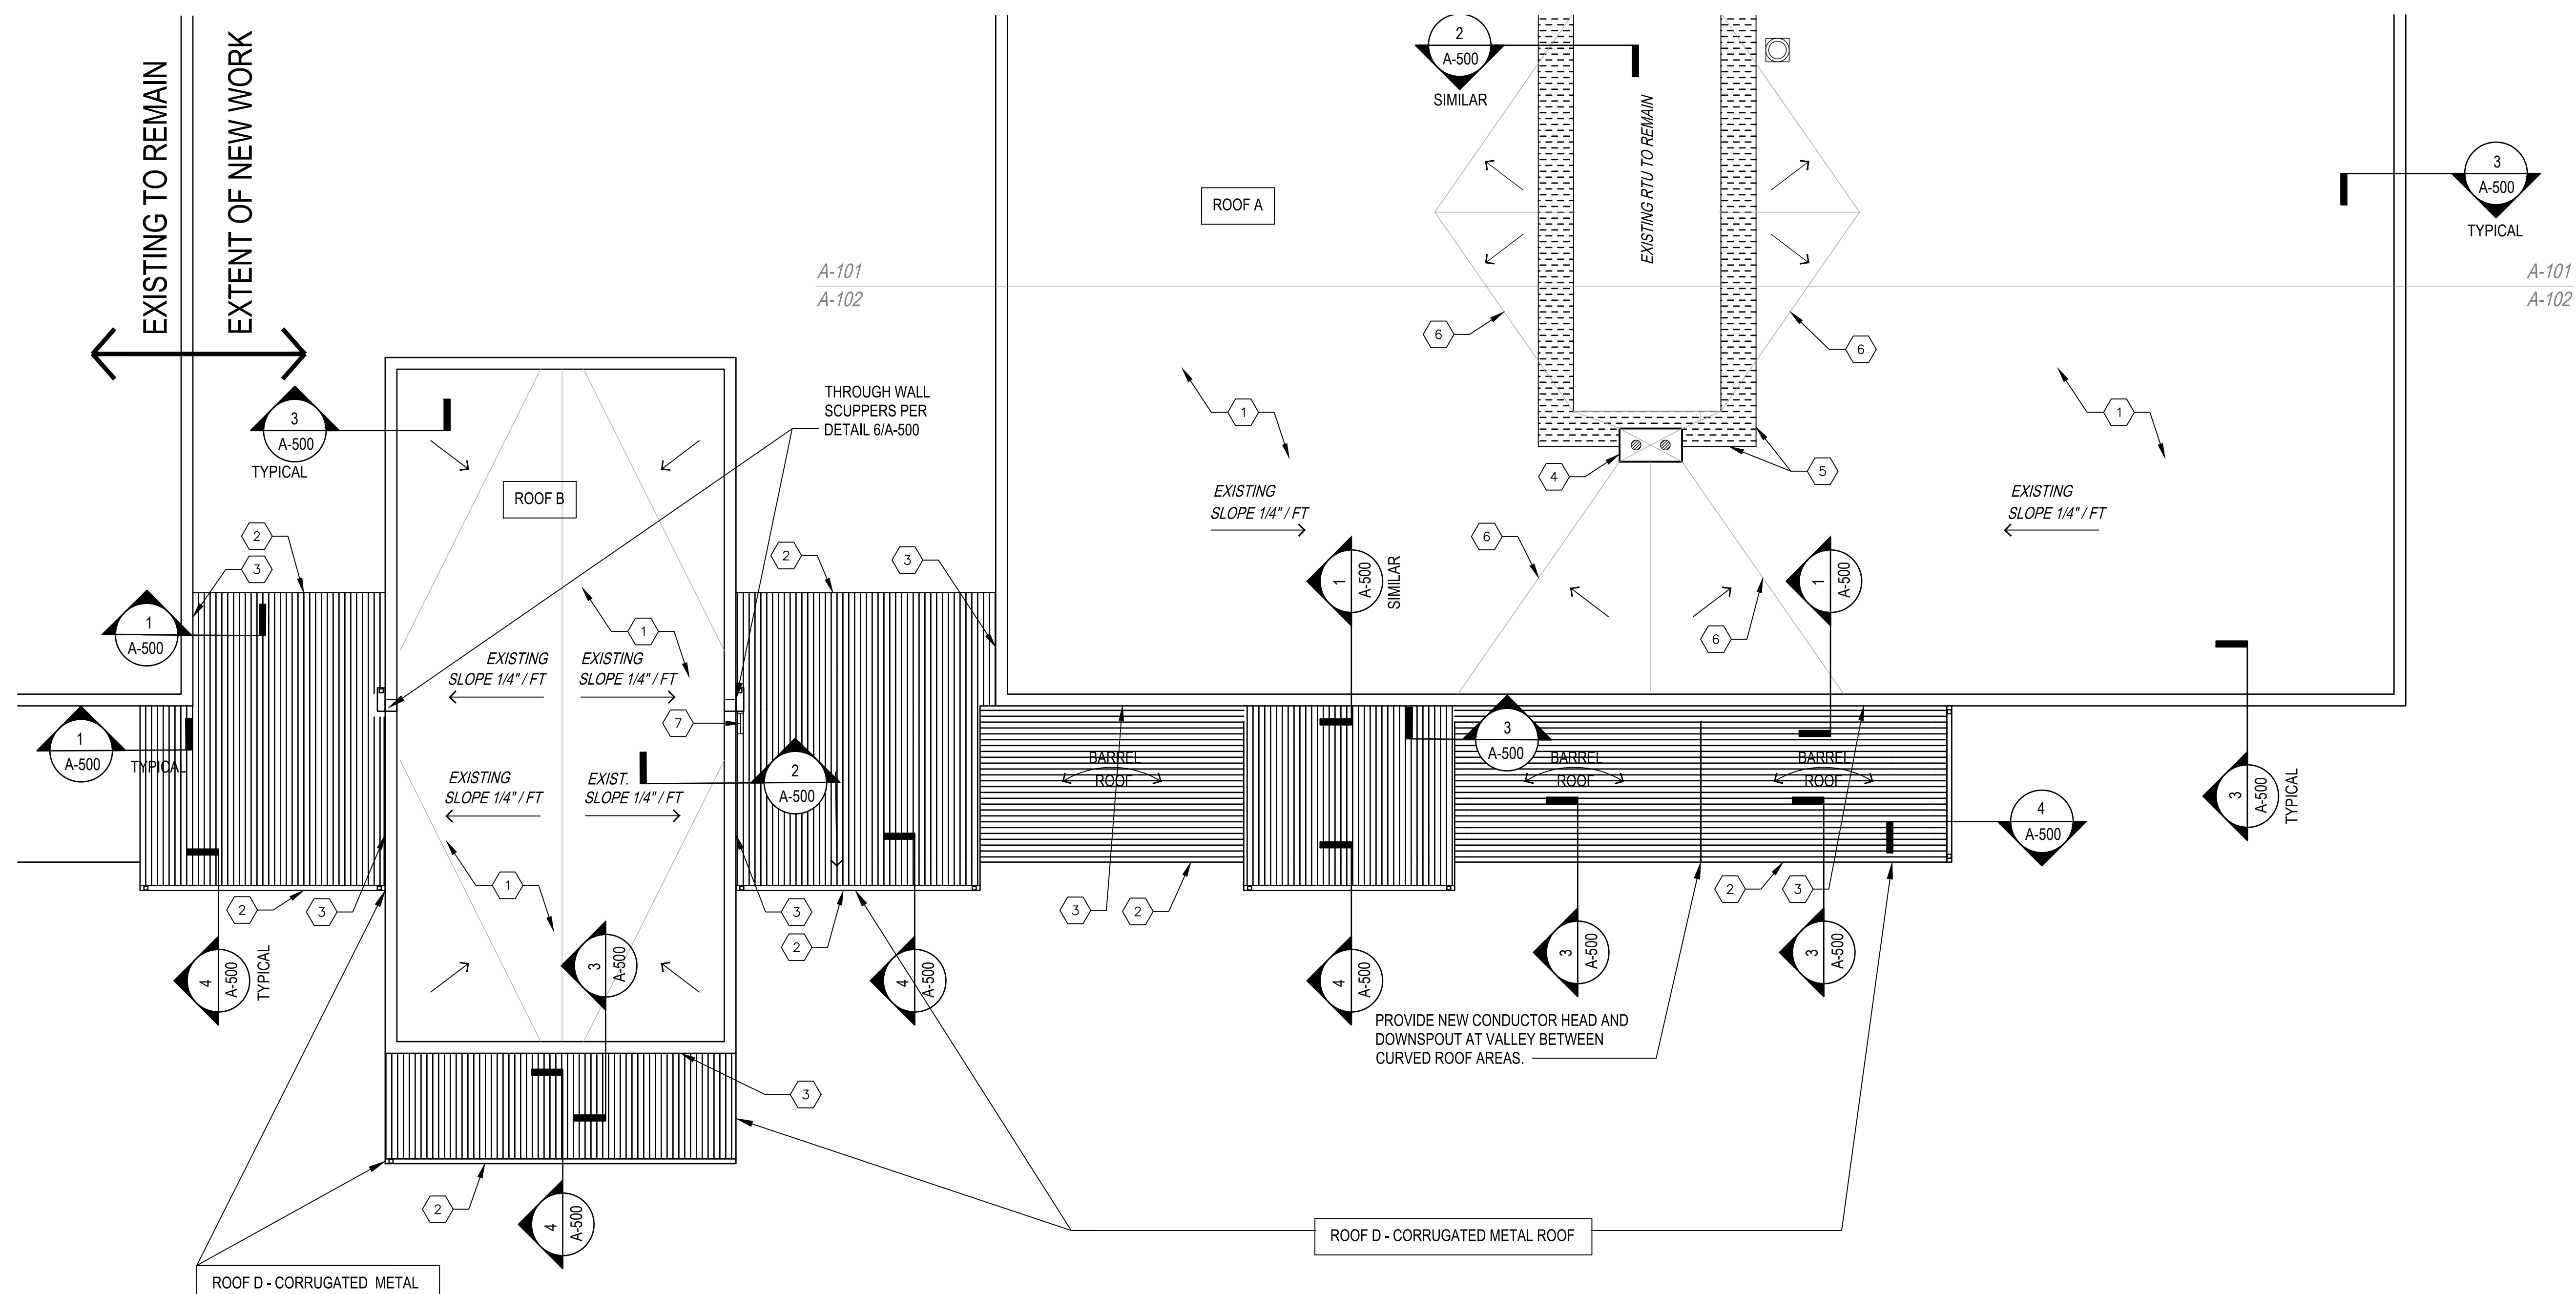 EXISTING TO REMAIN
EXTENT OF NEW WORK
2
A-500
SIMILAR
EXISTING RTU TO REMAIN
3
A-500
TYPICAL
ROOF A
A-101
A-102
A-101
A-102
6
6
THROUGH WALL
SCUPPERS PER
DETAIL 6/A-500
3
A-500
TYPICAL
1
1
ROOF B
4
5
EXISTING
SLOPE 1/4" / FT
EXISTING
SLOPE 1/4" / FT
2
3
2
3
6
1
A-500
SIMILAR
1
A-500
6
1
A-500
1
EXISTING
SLOPE 1/4" / FT
EXISTING
SLOPE 1/4" / FT
7
1
A-500
TYPICAL
3
A-500
BARREL
ROOF
BARREL
ROOF
BARREL
ROOF
EXISTING
SLOPE 1/4" / FT
EXIST.
SLOPE 1/4" / FT
2
A-500
3
A-500
TYPICAL
4
A-500
1
2
3
3
2
3
2
2
3
4
A-500
TYPICAL
3
A-500
4
A-500
4
A-500
3
A-500
3
A-500
PROVIDE NEW CONDUCTOR HEAD AND
DOWNSPOUT AT VALLEY BETWEEN
CURVED ROOF AREAS.
3
2
4
A-500
ROOF D - CORRUGATED METAL ROOF
ROOF D - CORRUGATED METAL